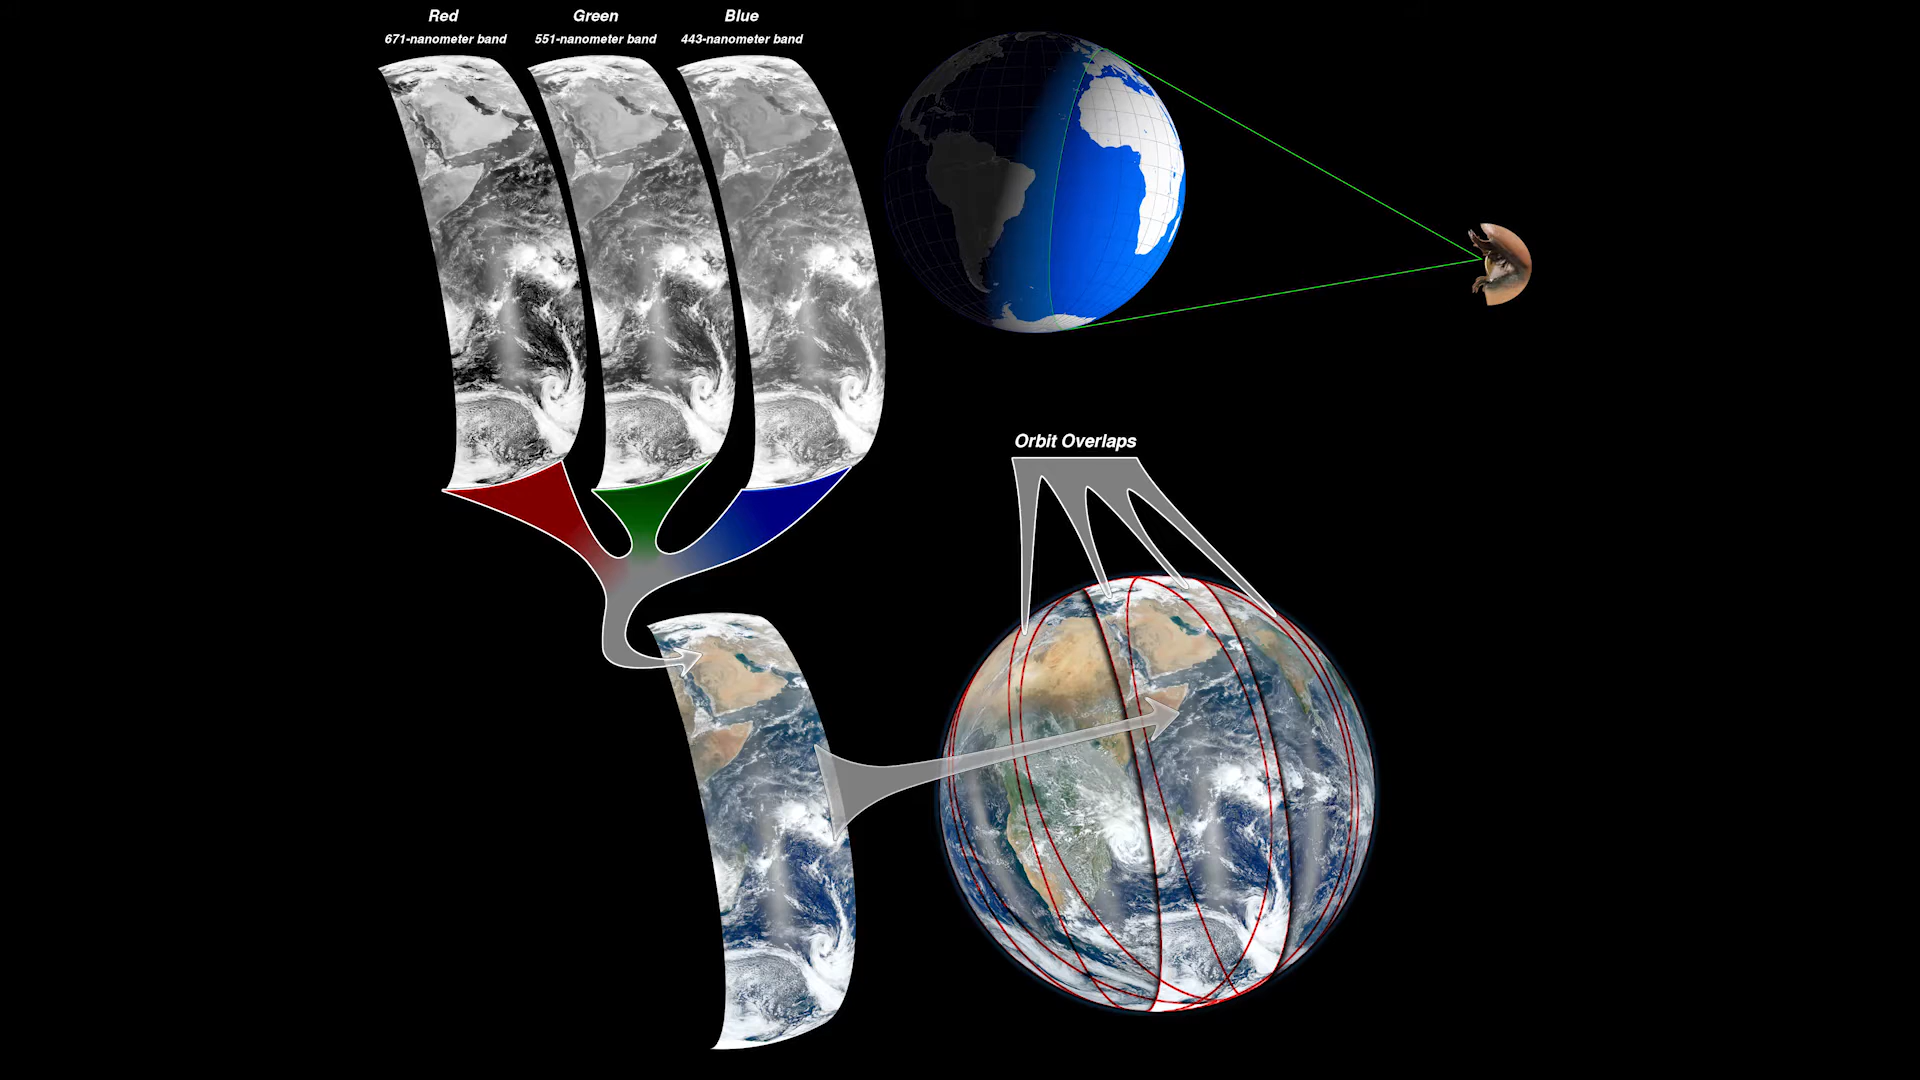 Red
671-nanometer band
Green
551-nanometer band
Blue
443-nanometer band
Orbit Overlaps